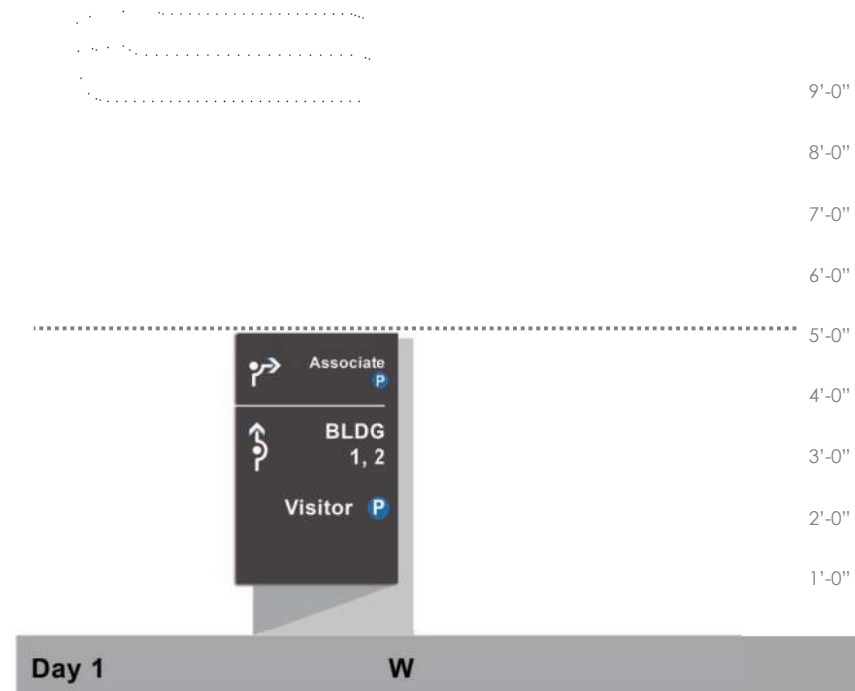 9’-0”
8’-0”
7’-0”
6’-0”
5’-0”
Associate
P
4’-0”
BLDG
1, 2
3’-0”
Visitor P
2’-0”
1’-0”
Day 1 W